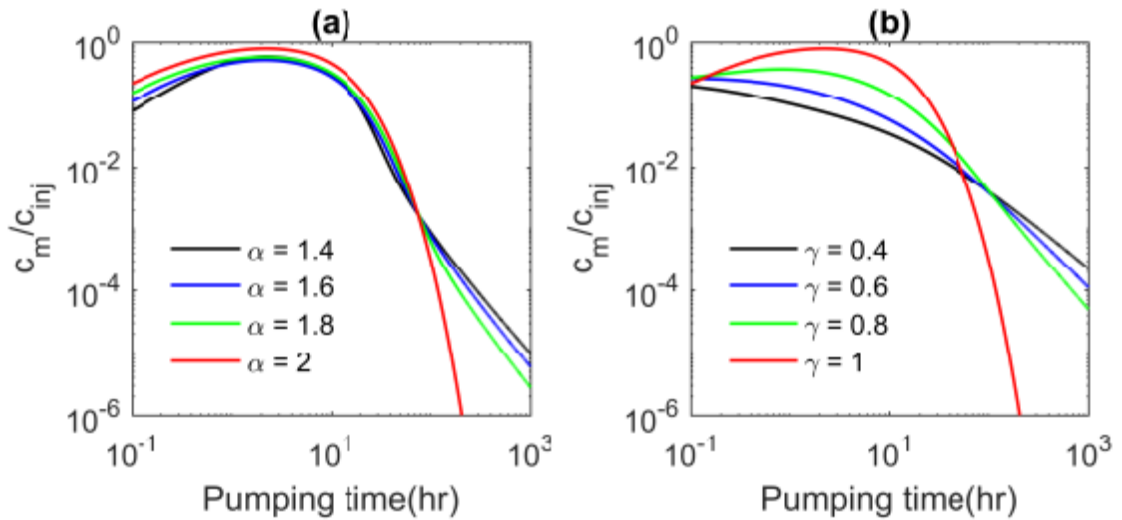 (a)
10^0
10^-2
10^-4
10^-6
c_m/c_inj
α = 1.4
α = 1.6
α = 1.8
α = 2
10^-1
10^1
10^3
Pumping time(hr)
(b)
10^0
10^-2
10^-4
10^-6
c_m/c_inj
γ = 0.4
γ = 0.6
γ = 0.8
γ = 1
10^-1
10^1
10^3
Pumping time(hr)